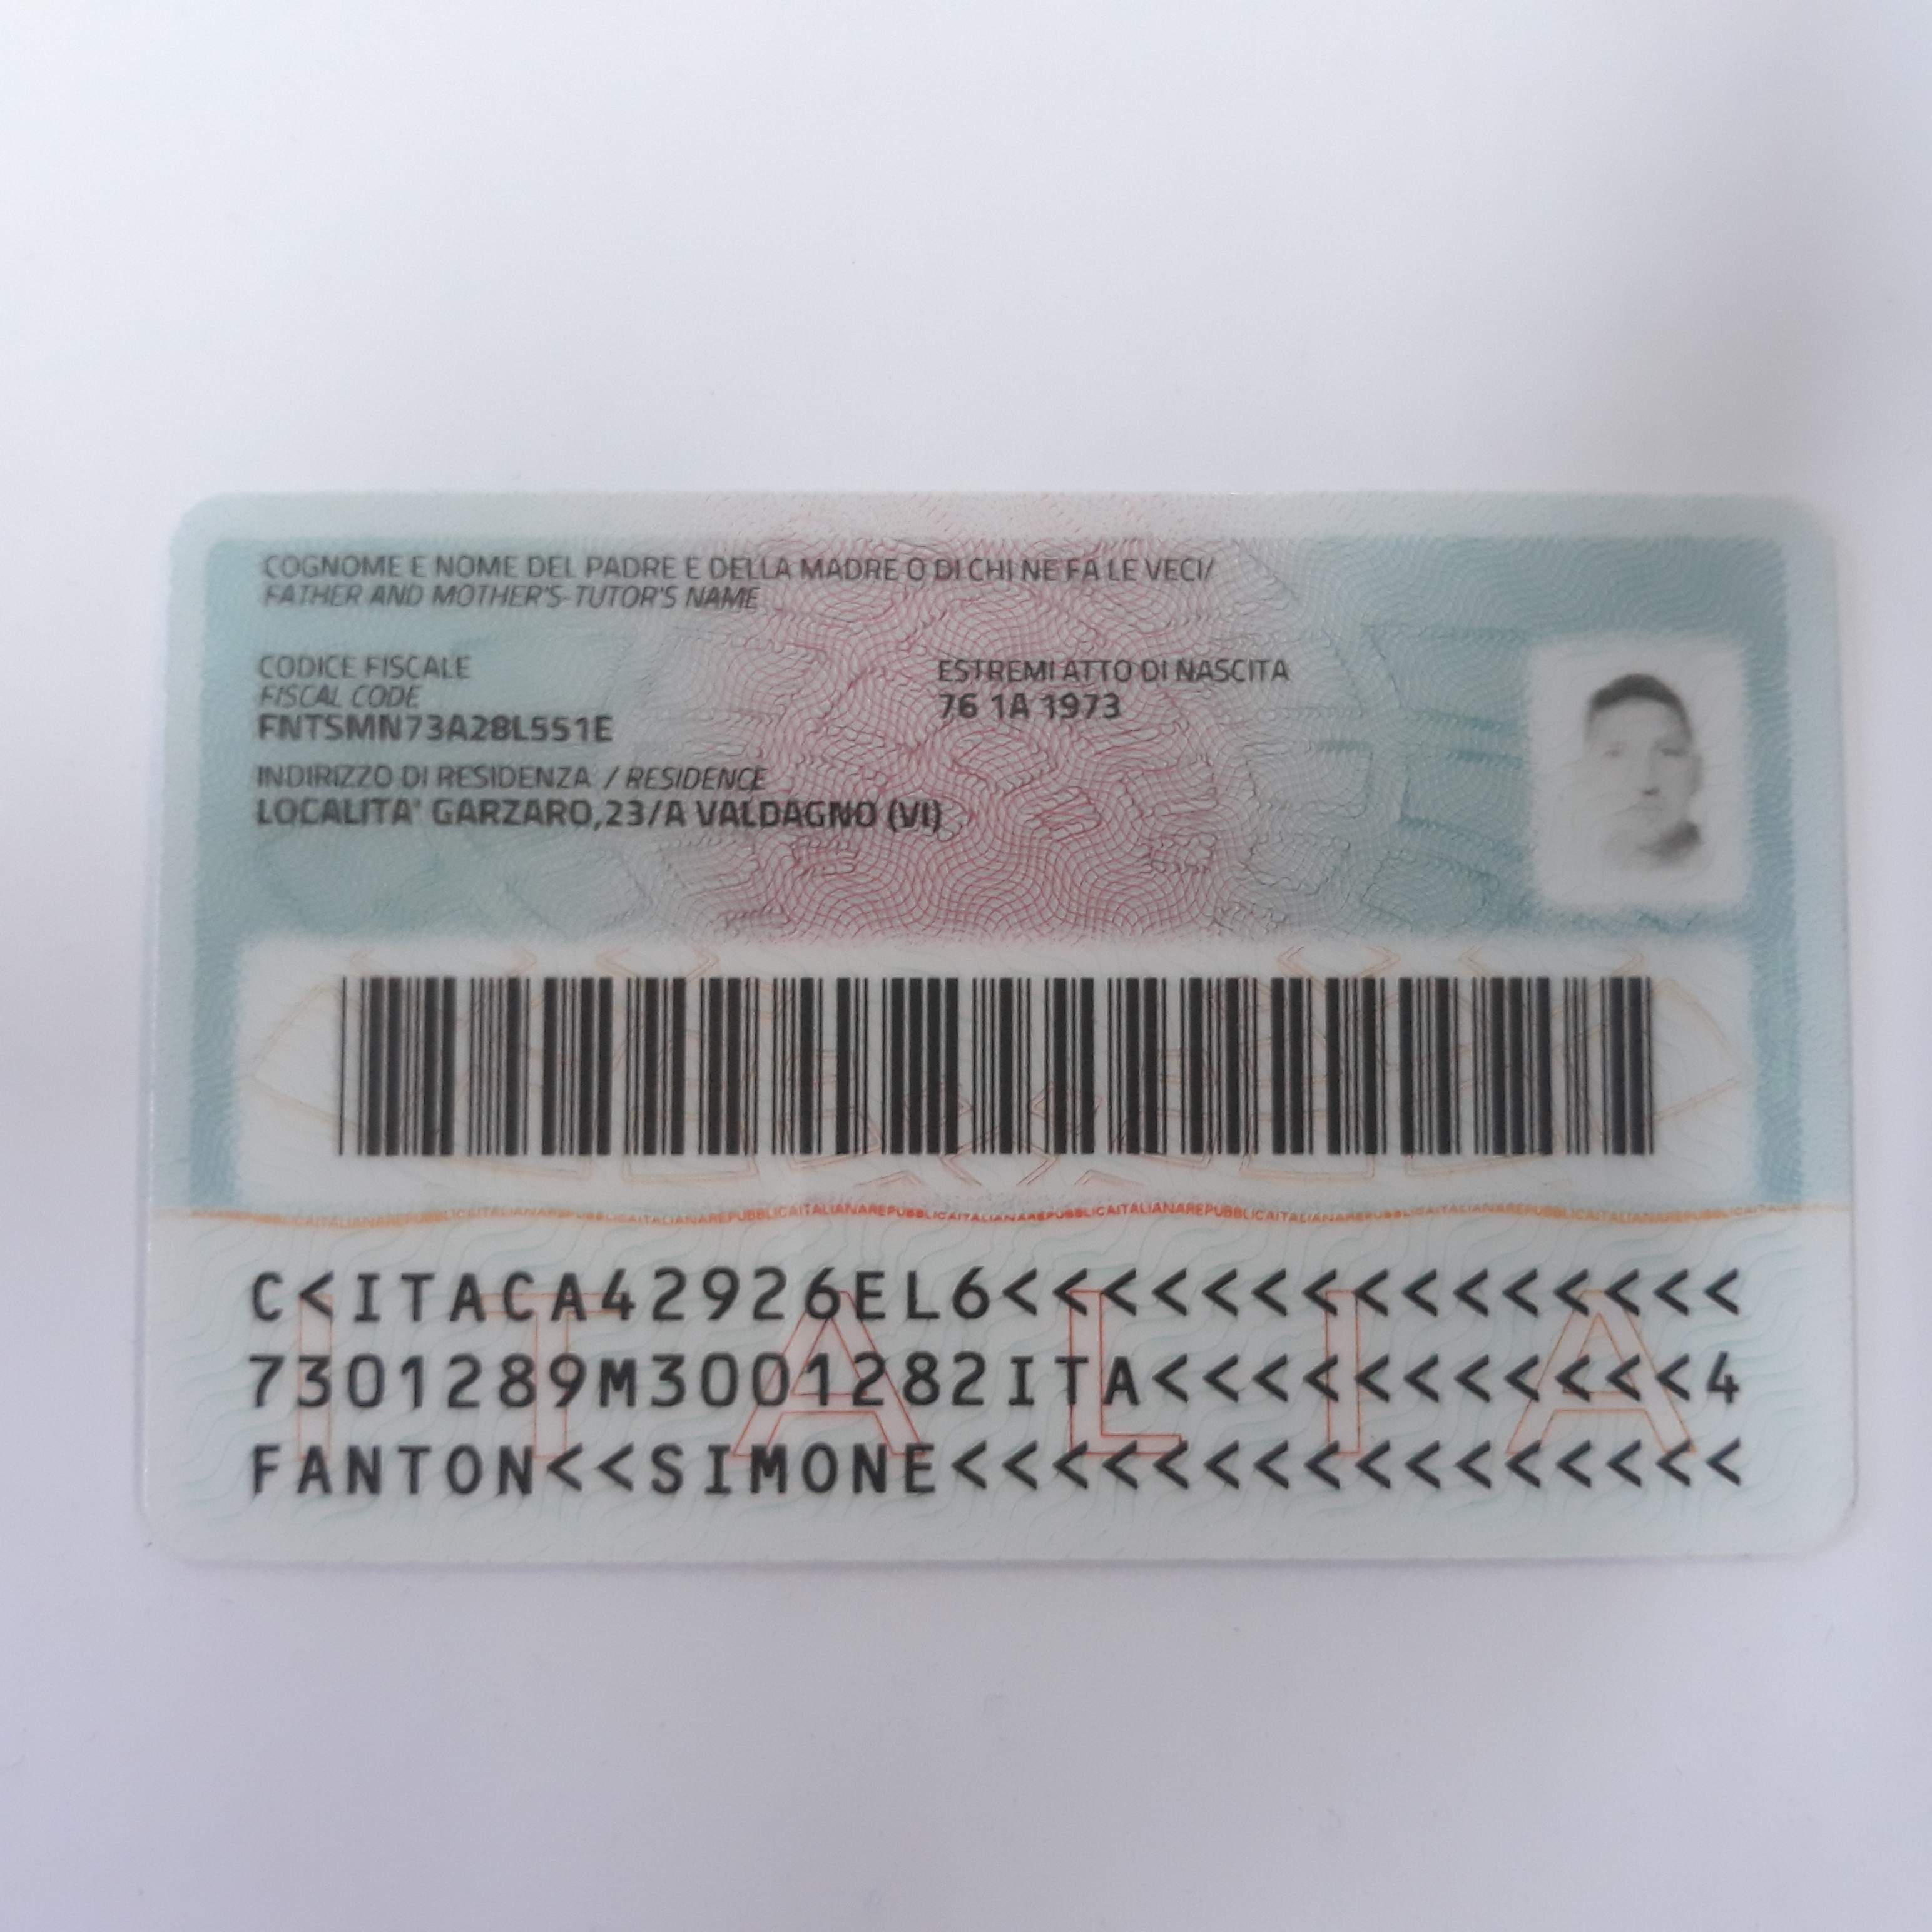 COGNOME E NOME DEL PADRE E DELLA MADRE O DI CHI NE FA LE VECI/
FATHER AND MOTHER'S- TUTOR'S NAME
CODICE FISCALE
FISCAL CODE
FNTSMN73A28L551E
ESTREMI ATTO DI NASCITA
76 1A 1973
INDIRIZZO DI RESIDENZA / RESIDENCE
LOCALITA' GARZARO,23/A VALDAGNO (VI)
C<ITACA42926EL6<<<<<<<<<<<<<<<
7301289M3001282ITA<<<<<<<<<<<4
FANTON<<SIMONE<<<<<<<<<<<<<<<<
ITALIA